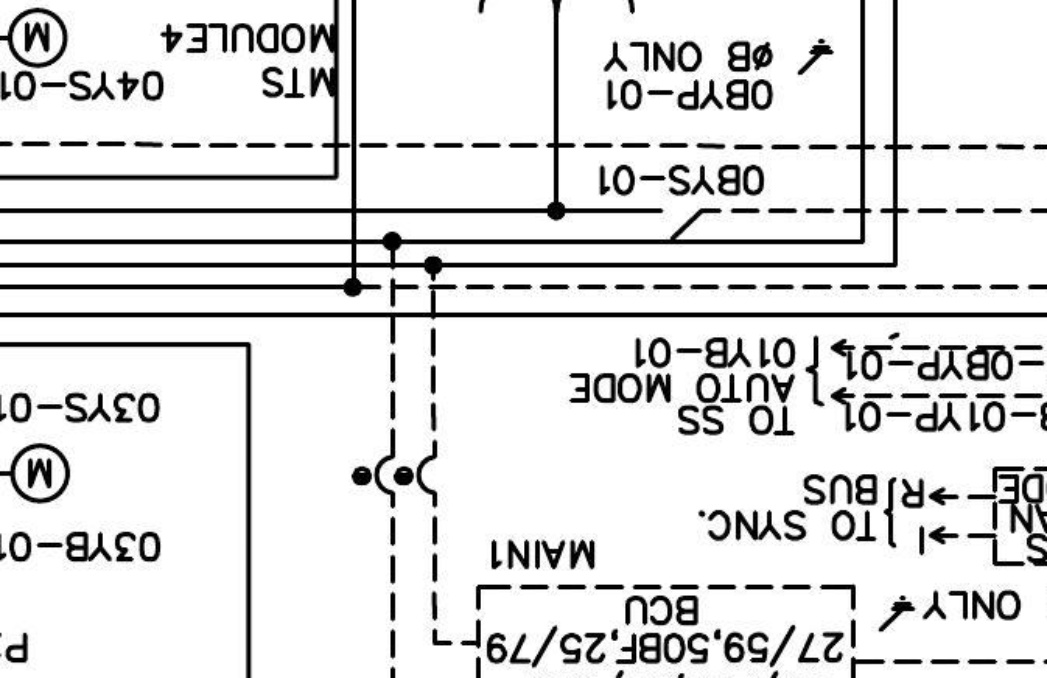 27/59,50BF,25/79
BCU
ONLY
MAIN1
I
TO SYNC.
R BUS
03YB-01
M
03YS-01
-01YP-01
TO SS
AUTO MODE
-0BYP-01
01YB-01
0BYS-01
0BYP-01
ØB ONLY
MTS
MODULE4
04YS-01
M